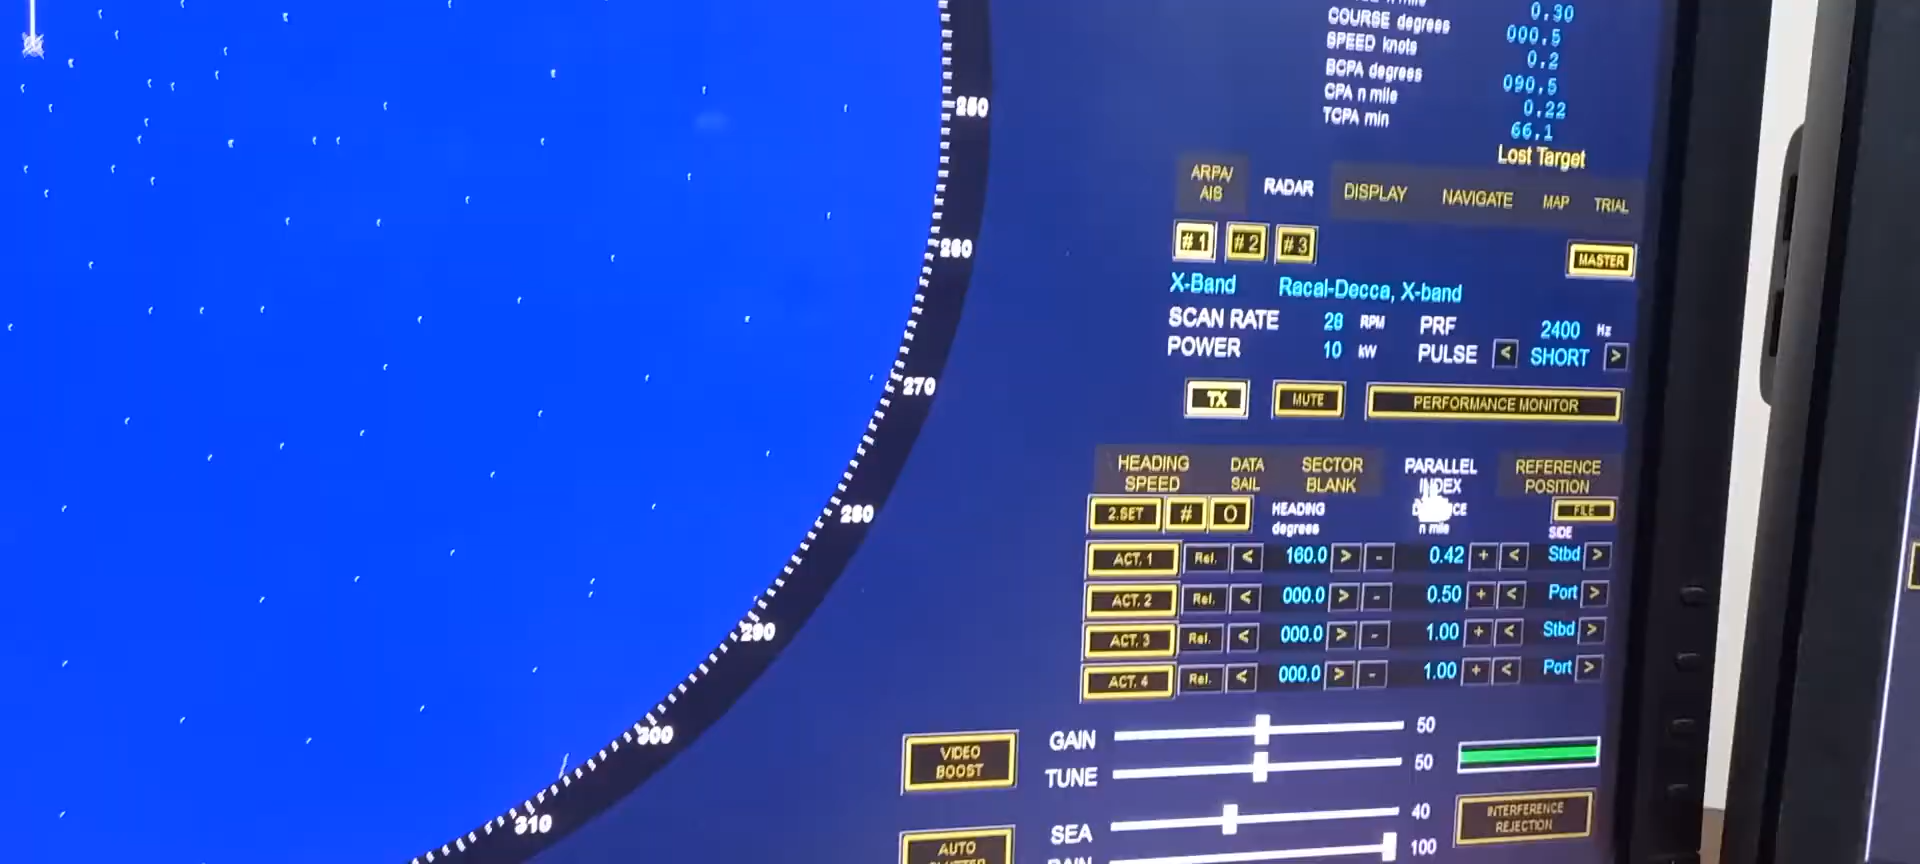 n mile 0.30
COURSE degrees 000.5
SPEED knots 0.2
BCPA degrees 090.5
CPA n mile 0.22
TCPA min 66.1
Lost Target
250
ARPA/
AIS
RADAR DISPLAY NAVIGATE MAP TRIAL
260
# 1 # 2 # 3
MASTER
X-Band Racal-Decca, X-band
SCAN RATE 28 RPM PRF 2400 Hz
POWER 10 kW PULSE < SHORT >
270
TX MUTE PERFORMANCE MONITOR
HEADING
SPEED
DATA
SAIL
SECTOR
BLANK
PARALLEL
INDEX
REFERENCE
POSITION
280
2.SET # O
HEADING
degrees
n mile
FILE
SIDE
ACT. 1 Rel. < 160.0 > - 0.42 + < Stbd >
ACT. 2 Rel. < 000.0 > - 0.50 + < Port >
290
ACT. 3 Rel. < 000.0 > - 1.00 + < Stbd >
ACT. 4 Rel. < 000.0 > - 1.00 + < Port >
300
VIDEO
BOOST
GAIN 50
TUNE 50
310
SEA 40
INTERFERENCE
REJECTION
AUTO
100